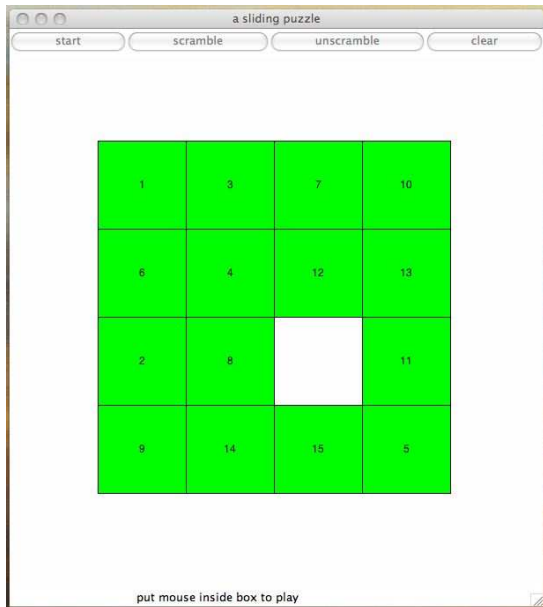 a sliding puzzle
start scramble unscramble clear
1 3 7 10
6 4 12 13
2 8 11
9 14 15 5
put mouse inside box to play